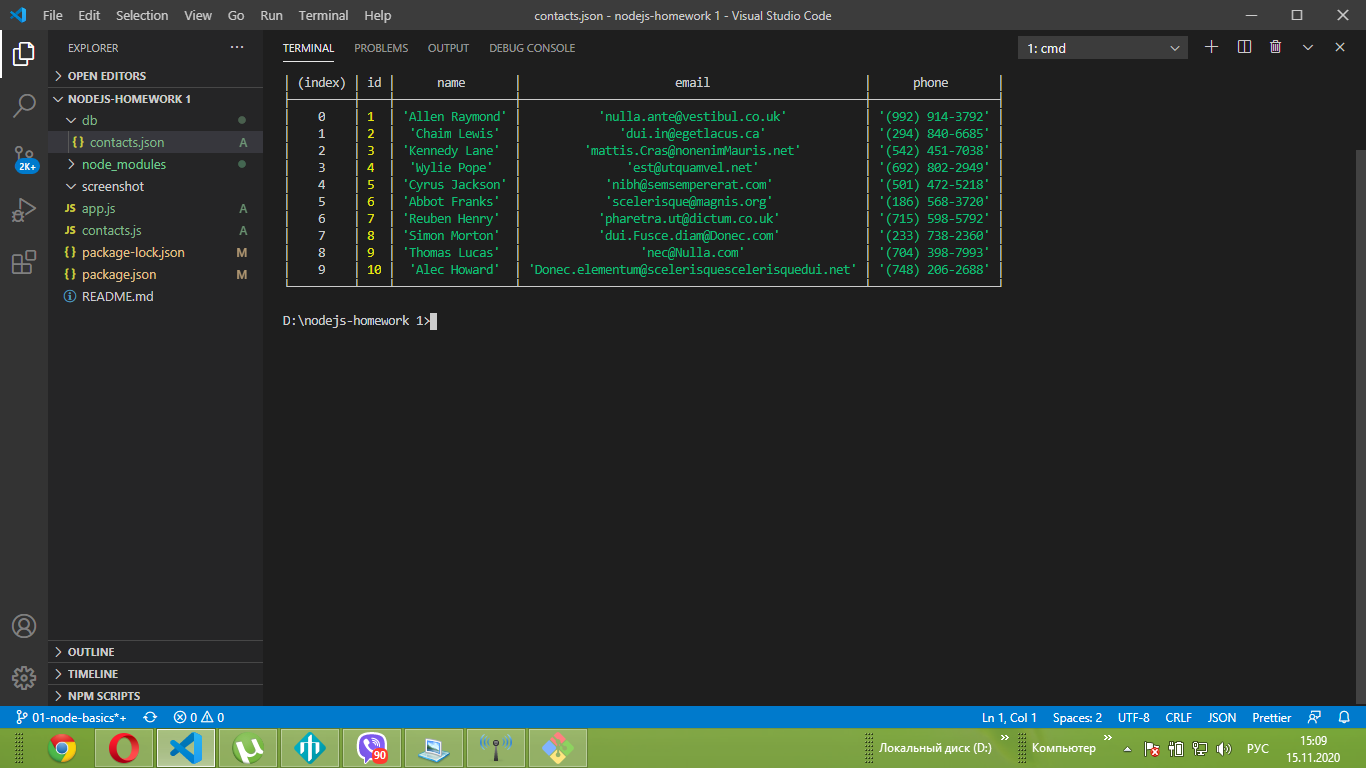 File Edit Selection View Go Run Terminal Help
contacts.json - nodejs-homework 1 - Visual Studio Code
EXPLORER
OPEN EDITORS
NODEJS-HOMEWORK 1
db
contacts.json A
node_modules
screenshot
JS app.js A
JS contacts.js A
{} package-lock.json M
{} package.json M
README.md
2K+
OUTLINE
TIMELINE
NPM SCRIPTS
TERMINAL PROBLEMS OUTPUT DEBUG CONSOLE
1: cmd
(index) id name email phone
0 1 'Allen Raymond' 'nulla.ante@vestibul.co.uk' '(992) 914-3792'
1 2 'Chaim Lewis' 'dui.in@egetlacus.ca' '(294) 840-6685'
2 3 'Kennedy Lane' 'mattis.Cras@nonenimMauris.net' '(542) 451-7038'
3 4 'Wylie Pope' 'est@utquamvel.net' '(692) 802-2949'
4 5 'Cyrus Jackson' 'nibh@semsempererat.com' '(501) 472-5218'
5 6 'Abbot Franks' 'scelerisque@magnis.org' '(186) 568-3720'
6 7 'Reuben Henry' 'pharetra.ut@dictum.co.uk' '(715) 598-5792'
7 8 'Simon Morton' 'dui.Fusce.diam@Donec.com' '(233) 738-2360'
8 9 'Thomas Lucas' 'nec@Nulla.com' '(704) 398-7993'
9 10 'Alec Howard' 'Donec.elementum@scelerisquescelerisquedui.net' '(748) 206-2688'
D:\nodejs-homework 1>
01-node-basics*+ 0 0 Ln 1, Col 1 Spaces: 2 UTF-8 CRLF JSON Prettier
90
Локальный диск (D:) Компьютер РУС
15:09
15.11.2020